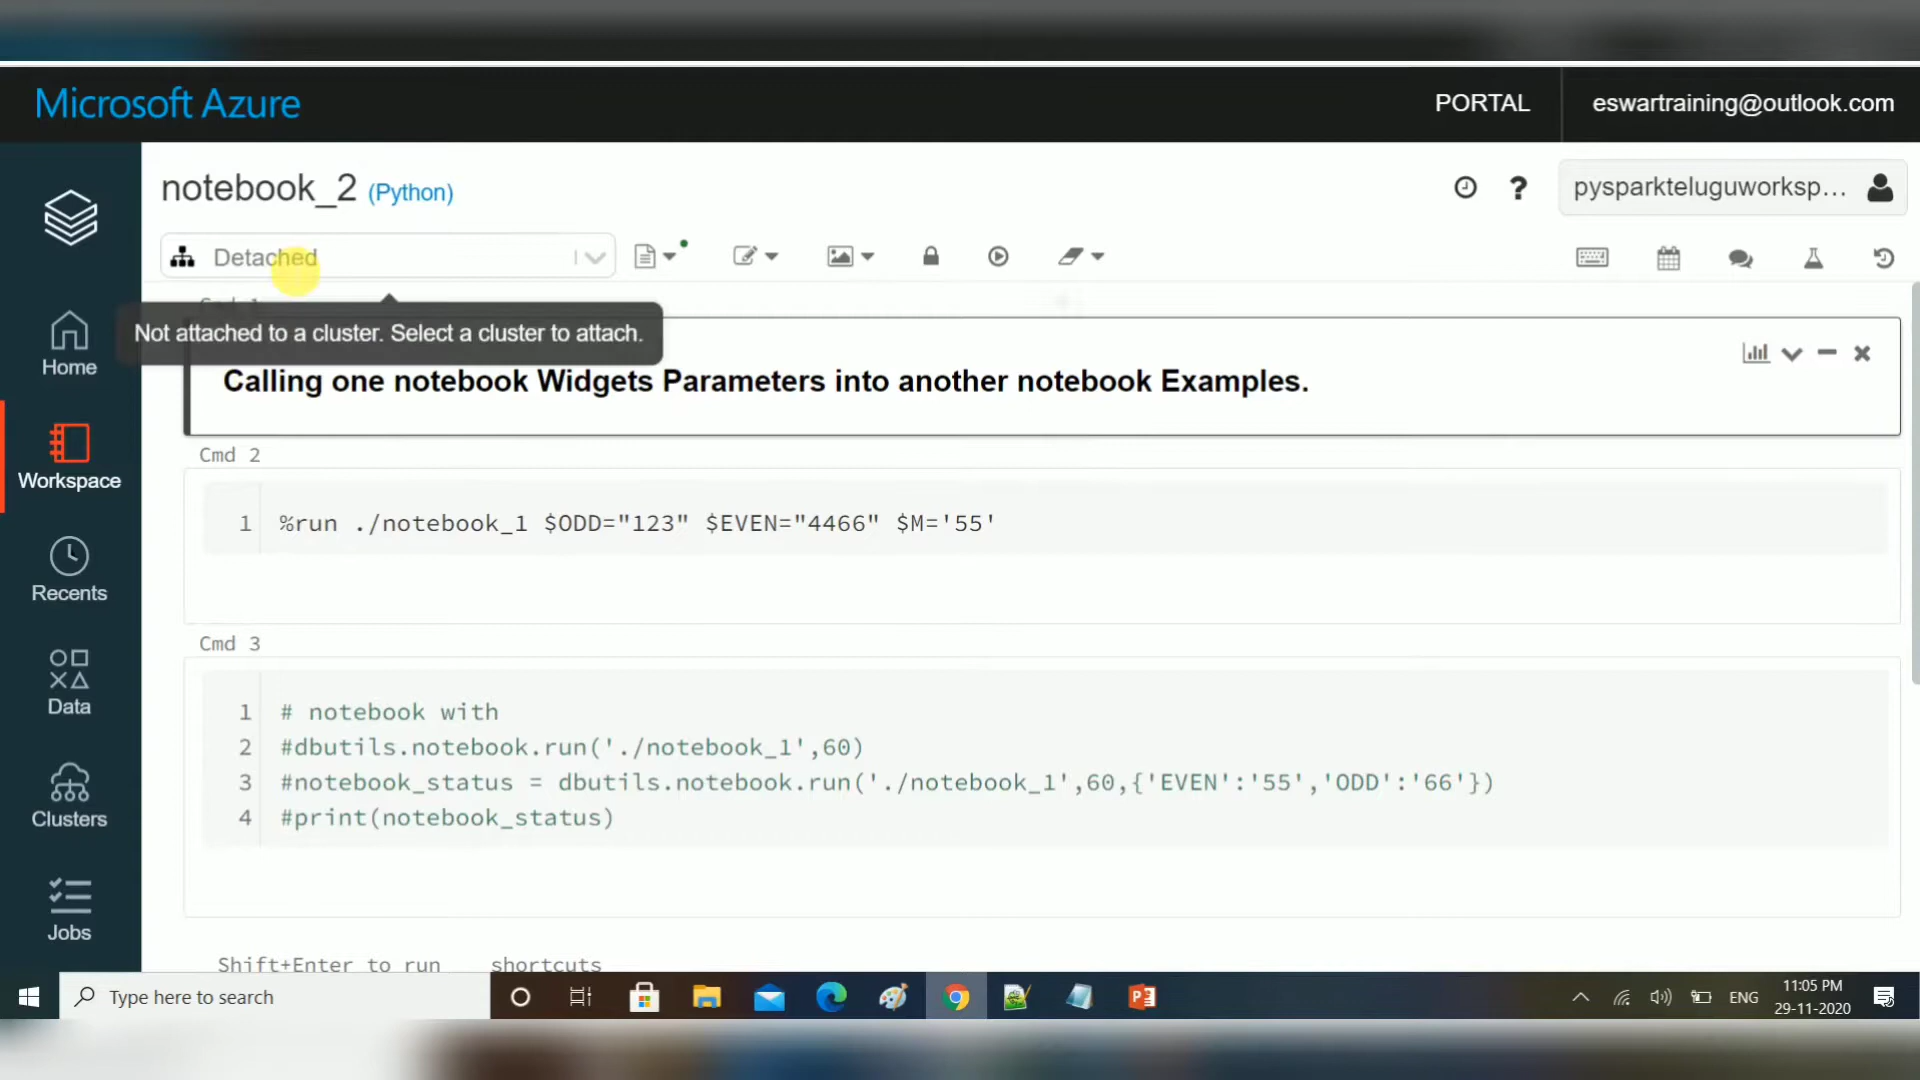 Microsoft Azure
PORTAL
eswartraining@outlook.com
notebook_2 (Python)
pysparkteluguworksp...
Detached
Cmd 1
Not attached to a cluster. Select a cluster to attach.
Calling one notebook Widgets Parameters into another notebook Examples.
Cmd 2
1 %run ./notebook_1 $ODD="123" $EVEN="4466" $M='55'
Cmd 3
1 # notebook with
2 #dbutils.notebook.run('./notebook_1',60)
3 #notebook_status = dbutils.notebook.run('./notebook_1',60,{'EVEN':'55','ODD':'66'})
4 #print(notebook_status)
Shift+Enter to run shortcuts
Home
Workspace
Recents
Data
Clusters
Jobs
Type here to search
ENG
11:05 PM
29-11-2020